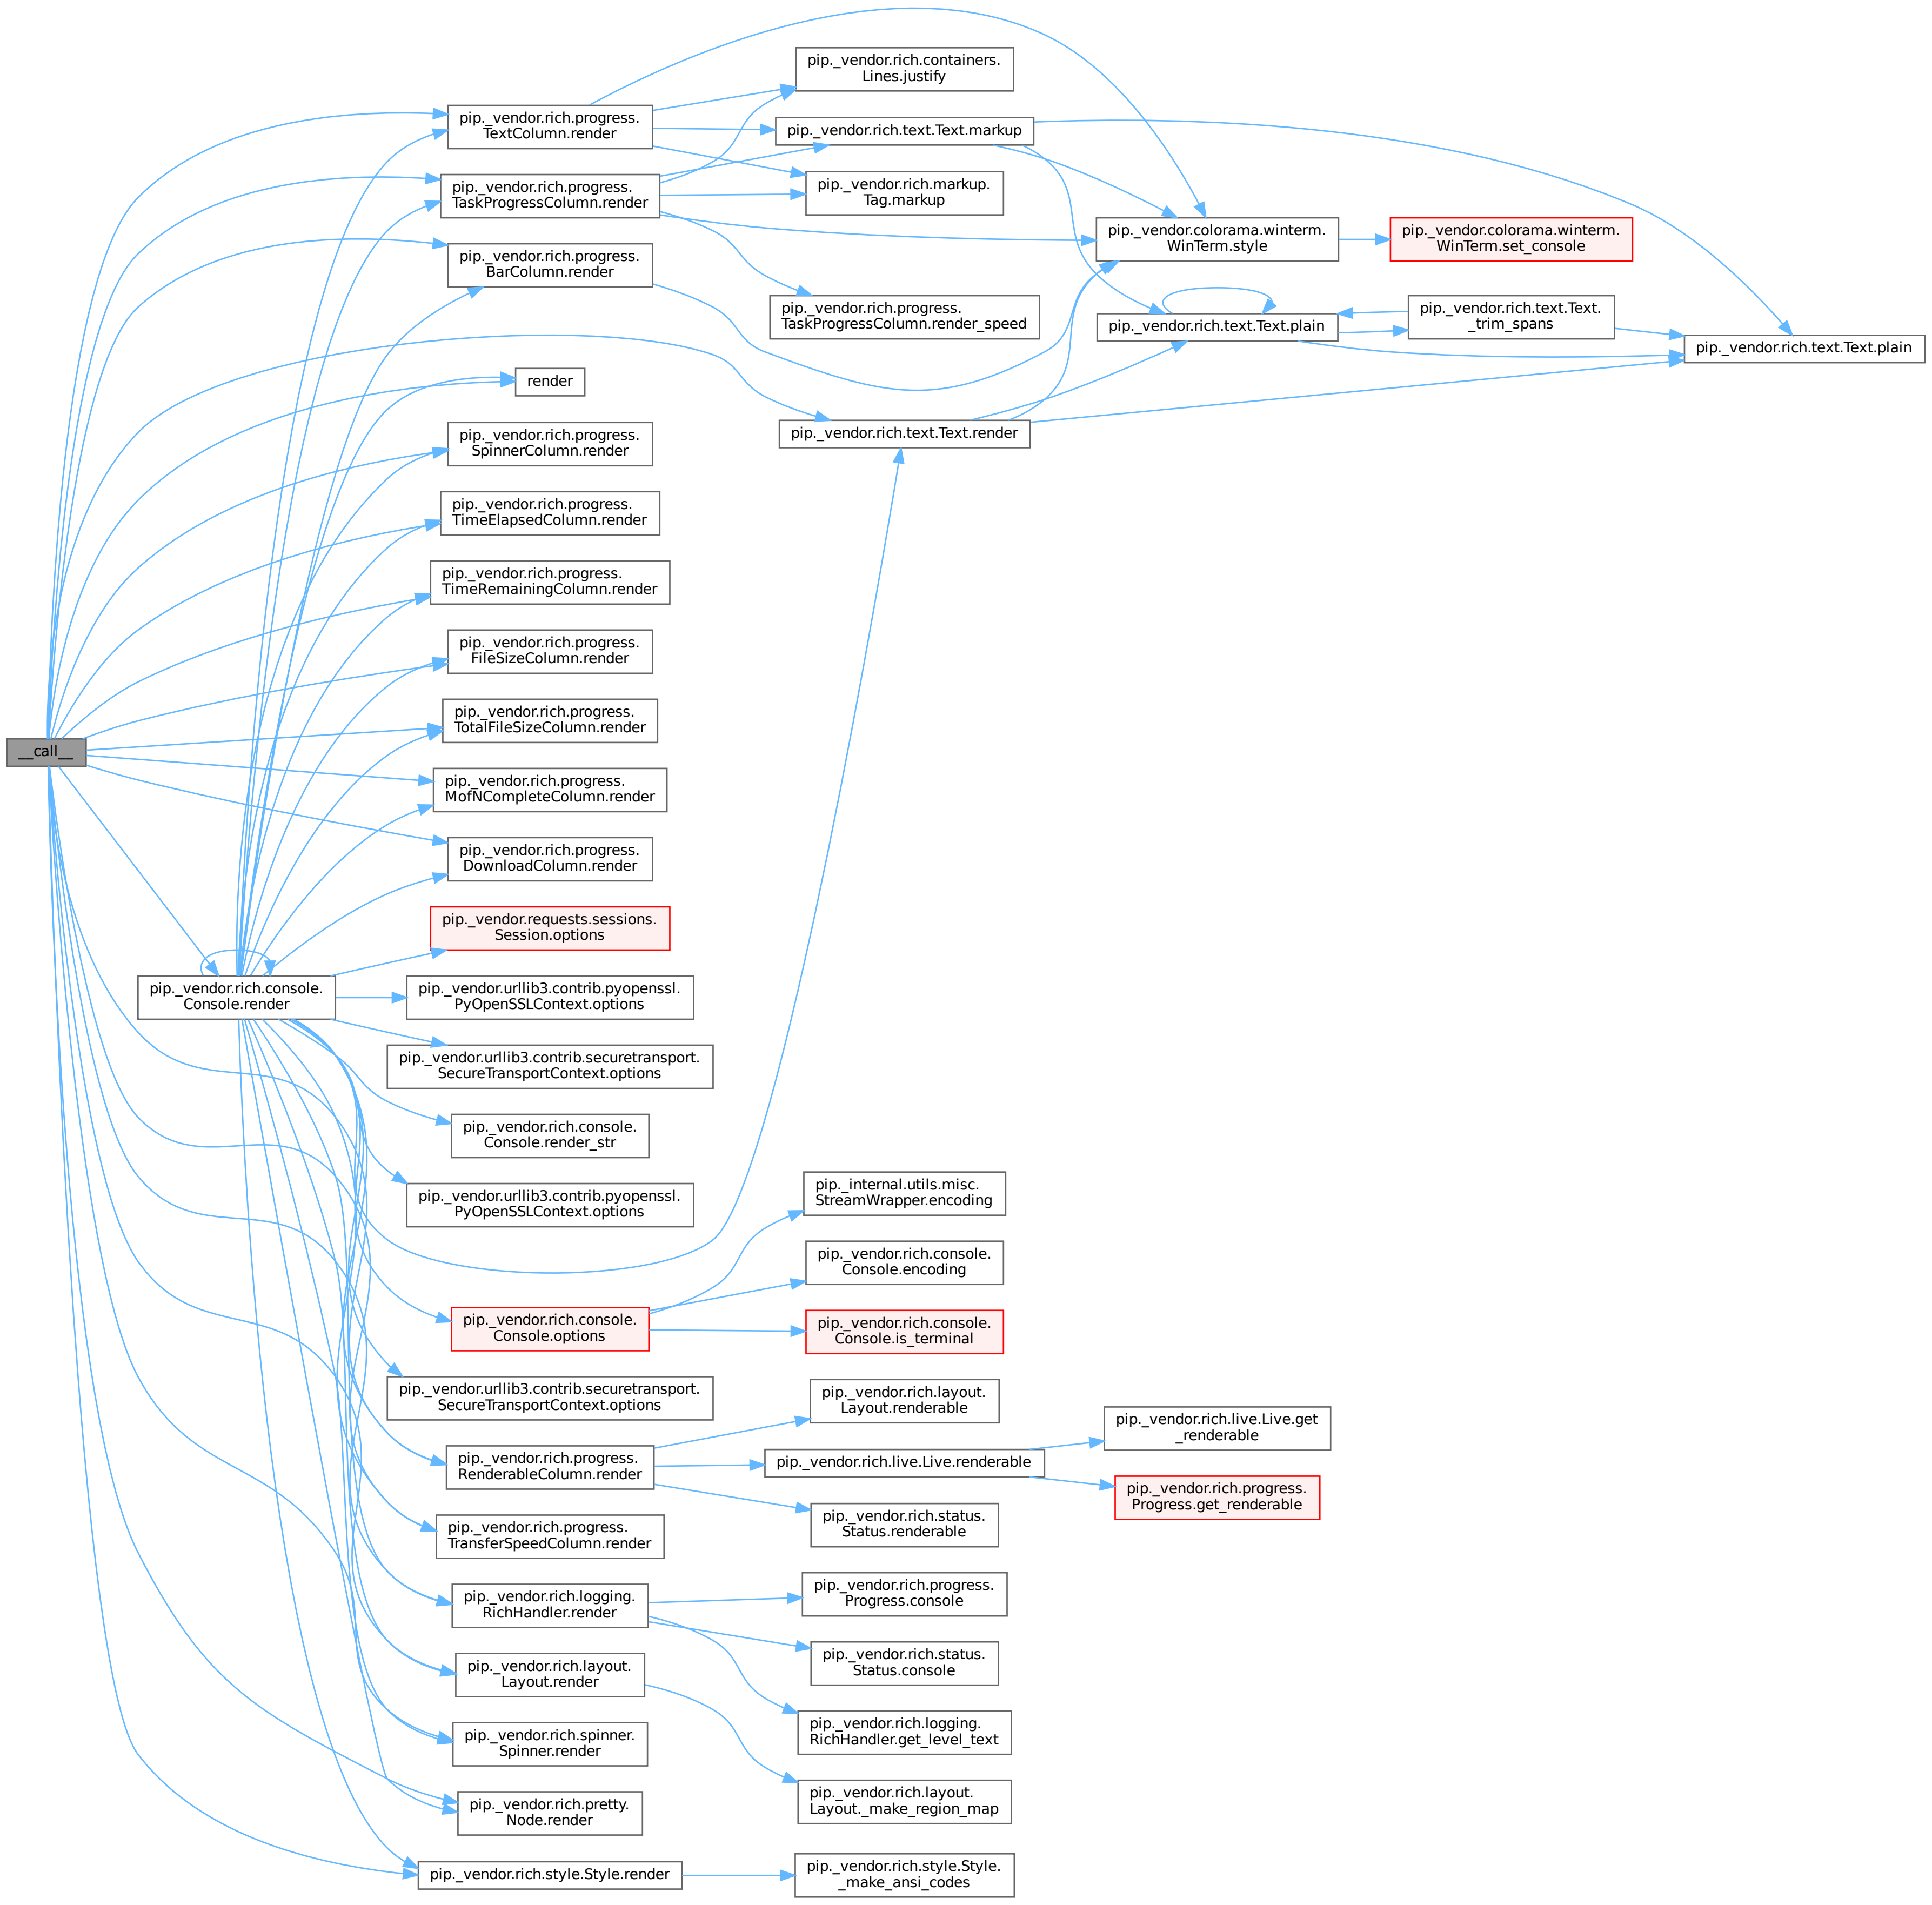 pip._vendor.rich.containers.
Lines.justify
pip._vendor.rich.progress.
TextColumn.render
pip._vendor.rich.text.Text.markup
pip._vendor.rich.progress.
TaskProgressColumn.render
pip._vendor.rich.markup.
Tag.markup
pip._vendor.colorama.winterm.
WinTerm.style
pip._vendor.colorama.winterm.
WinTerm.set_console
pip._vendor.rich.progress.
BarColumn.render
pip._vendor.rich.progress.
TaskProgressColumn.render_speed
pip._vendor.rich.text.Text.plain
pip._vendor.rich.text.Text.
_trim_spans
pip._vendor.rich.text.Text.plain
render
pip._vendor.rich.text.Text.render
pip._vendor.rich.progress.
SpinnerColumn.render
pip._vendor.rich.progress.
TimeElapsedColumn.render
pip._vendor.rich.progress.
TimeRemainingColumn.render
pip._vendor.rich.progress.
FileSizeColumn.render
pip._vendor.rich.progress.
TotalFileSizeColumn.render
__call__
pip._vendor.rich.progress.
MofNCompleteColumn.render
pip._vendor.rich.progress.
DownloadColumn.render
pip._vendor.requests.sessions.
Session.options
pip._vendor.rich.console.
Console.render
pip._vendor.urllib3.contrib.pyopenssl.
PyOpenSSLContext.options
pip._vendor.urllib3.contrib.securetransport.
SecureTransportContext.options
pip._vendor.rich.console.
Console.render_str
pip._vendor.urllib3.contrib.pyopenssl.
PyOpenSSLContext.options
pip._internal.utils.misc.
StreamWrapper.encoding
pip._vendor.rich.console.
Console.encoding
pip._vendor.rich.console.
Console.options
pip._vendor.rich.console.
Console.is_terminal
pip._vendor.urllib3.contrib.securetransport.
SecureTransportContext.options
pip._vendor.rich.layout.
Layout.renderable
pip._vendor.rich.live.Live.get
_renderable
pip._vendor.rich.progress.
RenderableColumn.render
pip._vendor.rich.live.Live.renderable
pip._vendor.rich.progress.
Progress.get_renderable
pip._vendor.rich.status.
Status.renderable
pip._vendor.rich.progress.
TransferSpeedColumn.render
pip._vendor.rich.logging.
RichHandler.render
pip._vendor.rich.progress.
Progress.console
pip._vendor.rich.status.
Status.console
pip._vendor.rich.layout.
Layout.render
pip._vendor.rich.logging.
RichHandler.get_level_text
pip._vendor.rich.spinner.
Spinner.render
pip._vendor.rich.layout.
Layout._make_region_map
pip._vendor.rich.pretty.
Node.render
pip._vendor.rich.style.Style.render
pip._vendor.rich.style.Style.
_make_ansi_codes